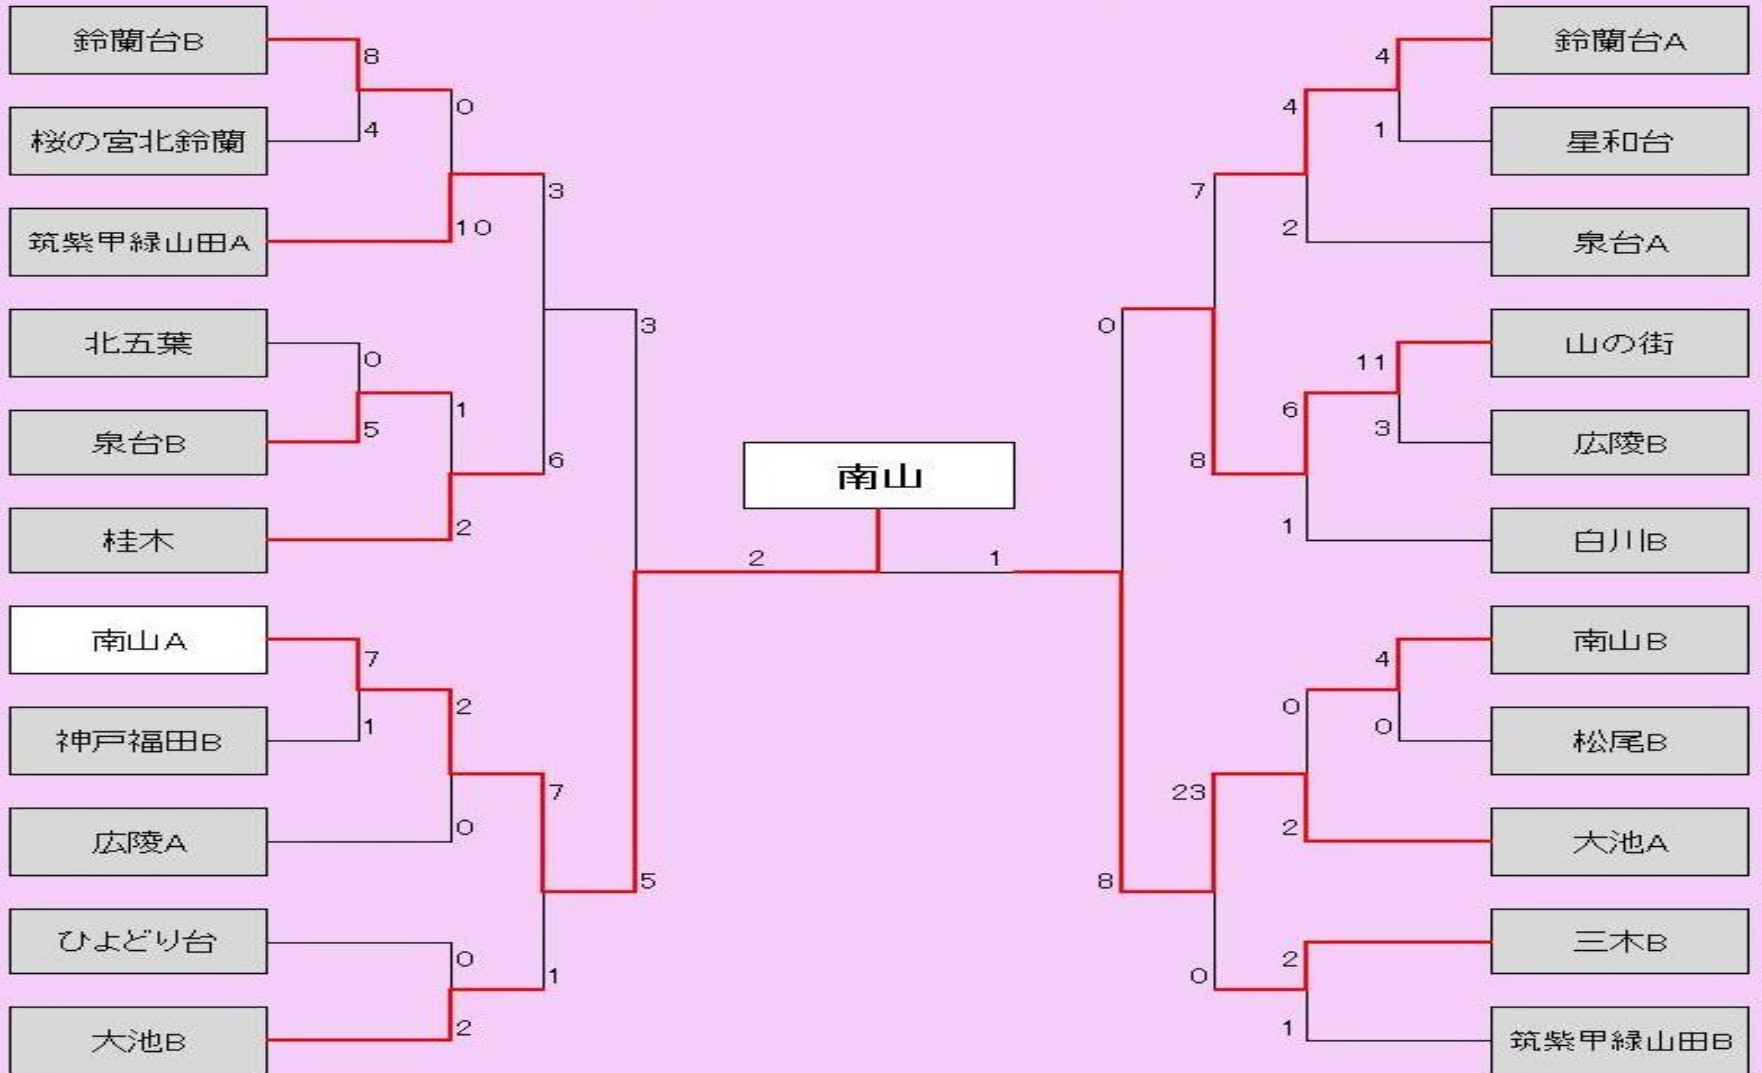 鈴蘭台B
桜の宮北鈴蘭
筑紫甲緑山田A
北五葉
泉台B
桂木
南山A
神戸福田B
広陵A
ひよどり台
大池B
8
4
0
5
7
1
0
10
1
2
2
0
0
2
3
6
7
1
3
5
南山
2
1
0
8
7
8
23
0
4
2
6
1
0
2
2
1
4
1
11
3
4
0
鈴蘭台A
星和台
泉台A
山の街
広陵B
白川B
南山B
松尾B
大池A
三木B
筑紫甲緑山田B